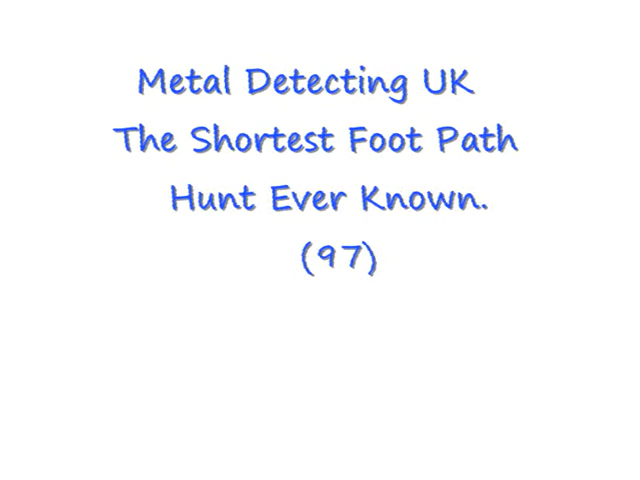 Metal Detecting UK
The Shortest Foot Path
Hunt Ever Known.
(97)